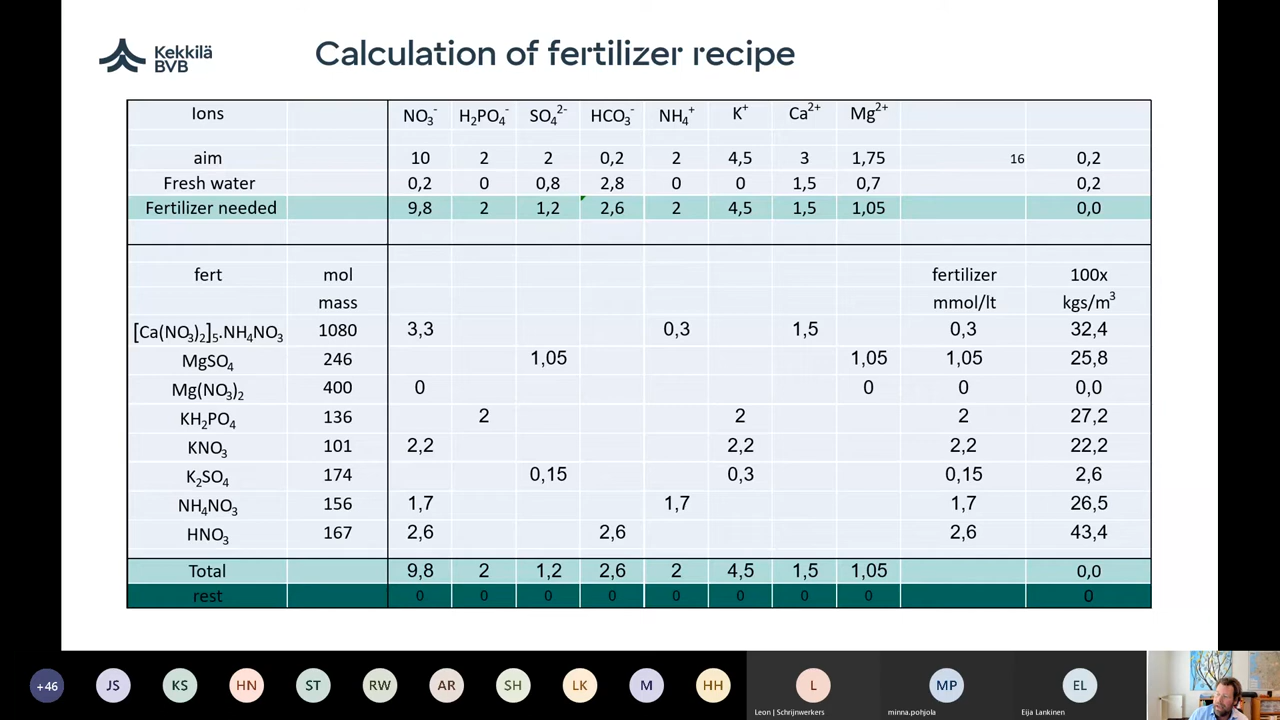 Kekkilä
BVB
Calculation of fertilizer recipe
Ions NO₃⁻ H₂PO₄⁻ SO₄²⁻ HCO₃⁻ NH₄⁺ K⁺ Ca²⁺ Mg²⁺
aim 10 2 2 0,2 2 4,5 3 1,75 16 0,2
Fresh water 0,2 0 0,8 2,8 0 0 1,5 0,7 0,2
Fertilizer needed 9,8 2 1,2 2,6 2 4,5 1,5 1,05 0,0
fert mol fertilizer 100x
mass mmol/lt kgs/m³
[Ca(NO₃)₂]₅.NH₄NO₃ 1080 3,3 0,3 1,5 0,3 32,4
MgSO₄ 246 1,05 1,05 1,05 25,8
Mg(NO₃)₂ 400 0 0 0 0,0
KH₂PO₄ 136 2 2 2 27,2
KNO₃ 101 2,2 2,2 2,2 22,2
K₂SO₄ 174 0,15 0,3 0,15 2,6
NH₄NO₃ 156 1,7 1,7 1,7 26,5
HNO₃ 167 2,6 2,6 2,6 43,4
Total 9,8 2 1,2 2,6 2 4,5 1,5 1,05 0,0
rest 0 0 0 0 0 0 0 0 0
+46 JS KS HN ST RW AR SH LK M HH L MP EL
Leon | Schrijnwerkers minna.pohjola Eija Lankinen